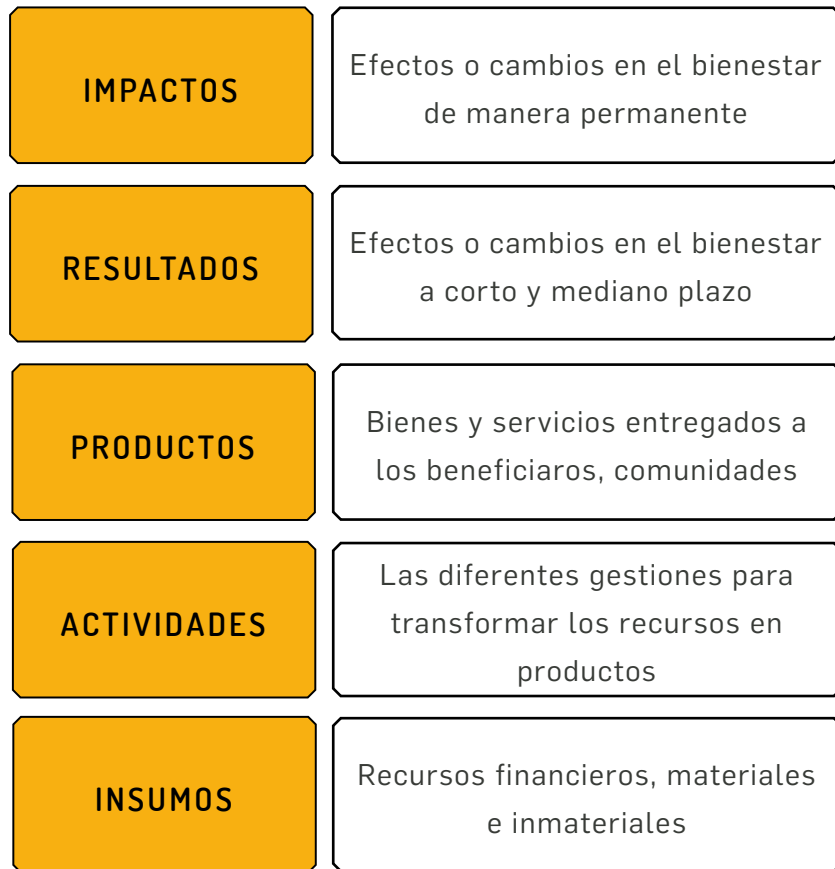 IMPACTOS
Efectos o cambios en el bienestar
de manera permanente
RESULTADOS
Efectos o cambios en el bienestar
a corto y mediano plazo
PRODUCTOS
Bienes y servicios entregados a
los beneficiaros, comunidades
ACTIVIDADES
Las diferentes gestiones para
transformar los recursos en
productos
INSUMOS
Recursos financieros, materiales
e inmateriales